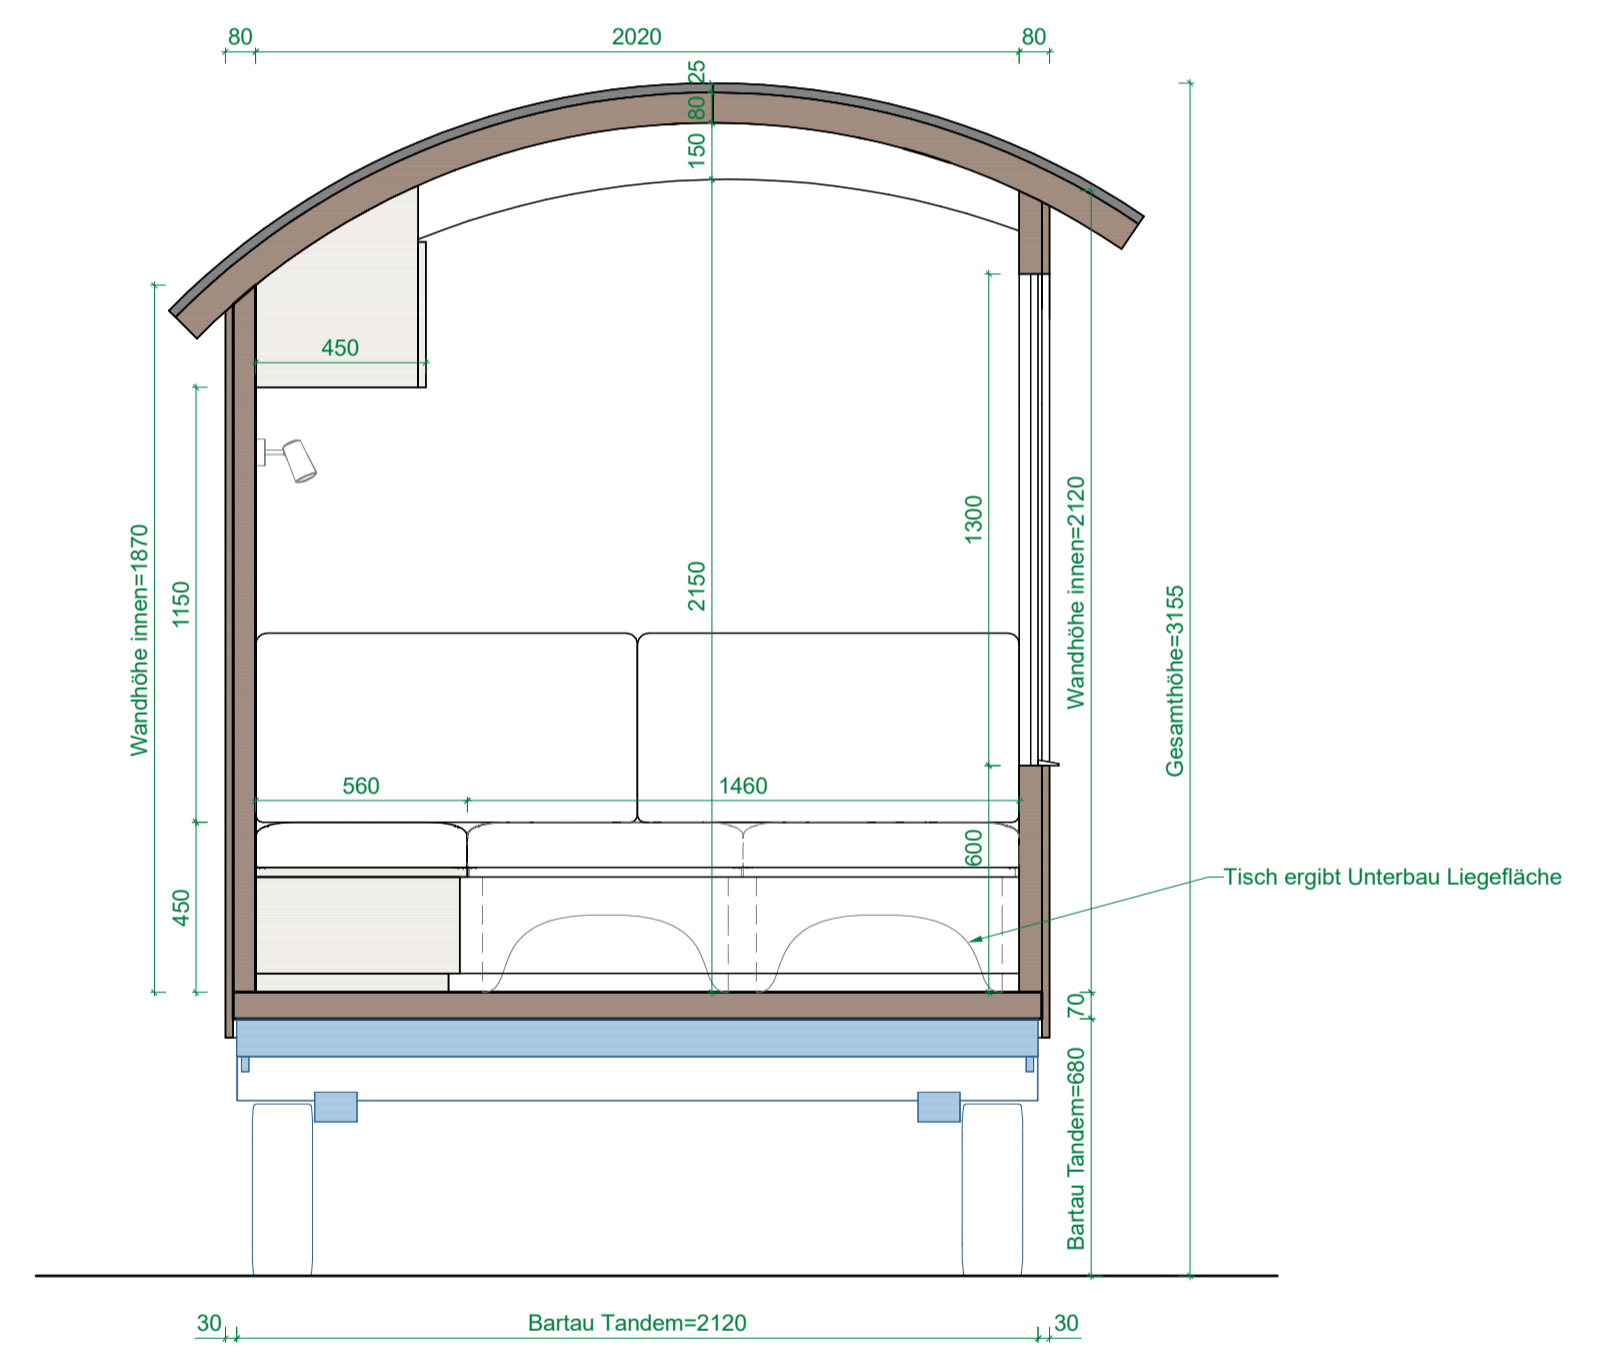 80
2020
80
25
80
150
450
Wandhöhe innen=1870
1150
450
560
1460
2150
1300
600
Wandhöhe innen=2120
Gesamthöhe=3155
Tisch ergibt Unterbau Liegefläche
70
Bartau Tandem=680
30
Bartau Tandem=2120
30